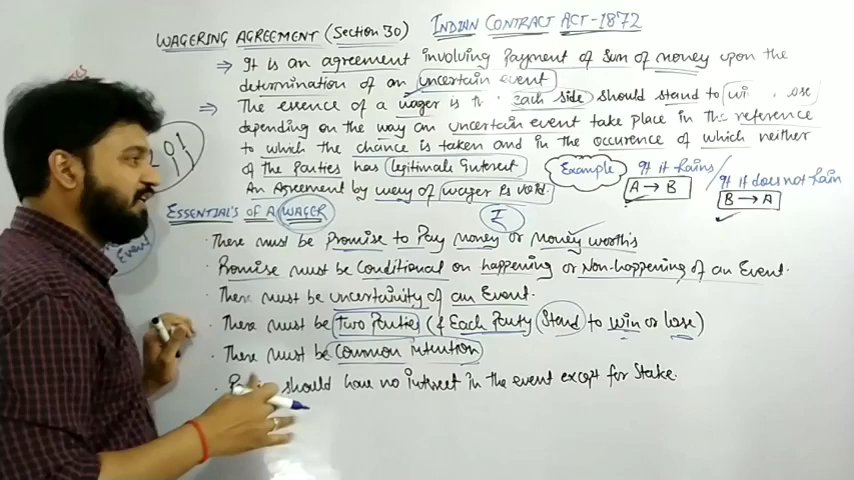 WAGERING AGREEMENT (Section 30) INDIAN CONTRACT ACT-1872
⇒ It is an agreement involving Payment of Sum of money upon the
determination of an uncertain event
⇒ The essence of a wager is each side should stand to
depending on the way an uncertain event take place in the reference
to which the chance is taken and in the occurence of which neither
of the Parties has legitimate interest
An Agreement by way of wager is void.
Example
If it Rains / If it does not Rain
A → B
B → A
ESSENTIAL'S OF A WAGER
I
· There must be Promise to Pay money or money worth's
· Promise must be Conditional on happening or Non-happening of an Event.
· There must be uncertainity of an Event.
· There must be Two Parties (& Each Party Stand to win or lose)
· There must be Common intention
· should have no interest in the event except for Stake.
Event